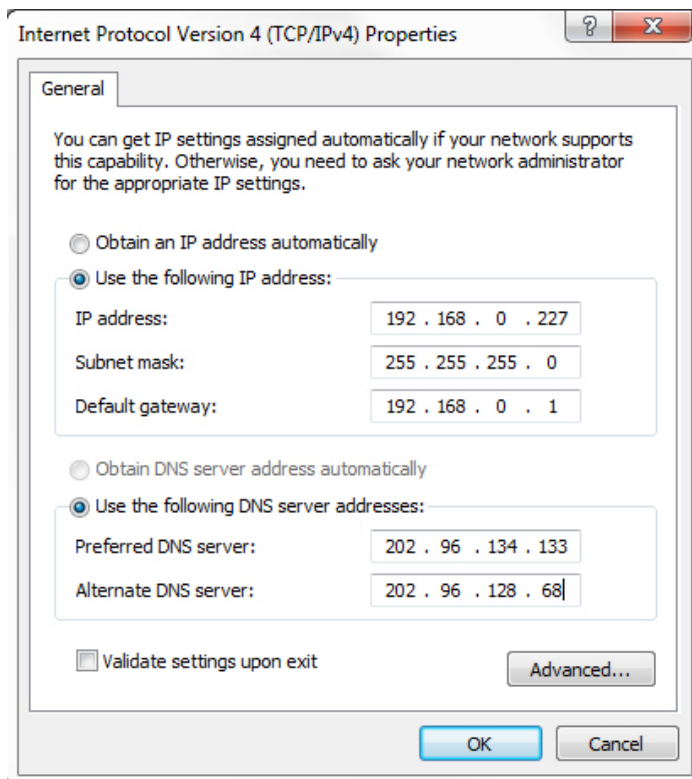 Internet Protocol Version 4 (TCP/IPv4) Properties
General
You can get IP settings assigned automatically if your network supports
this capability. Otherwise, you need to ask your network administrator
for the appropriate IP settings.
Obtain an IP address automatically
Use the following IP address:
IP address: 192 . 168 . 0 . 227
Subnet mask: 255 . 255 . 255 . 0
Default gateway: 192 . 168 . 0 . 1
Obtain DNS server address automatically
Use the following DNS server addresses:
Preferred DNS server: 202 . 96 . 134 . 133
Alternate DNS server: 202 . 96 . 128 . 68
Validate settings upon exit
Advanced...
OK Cancel